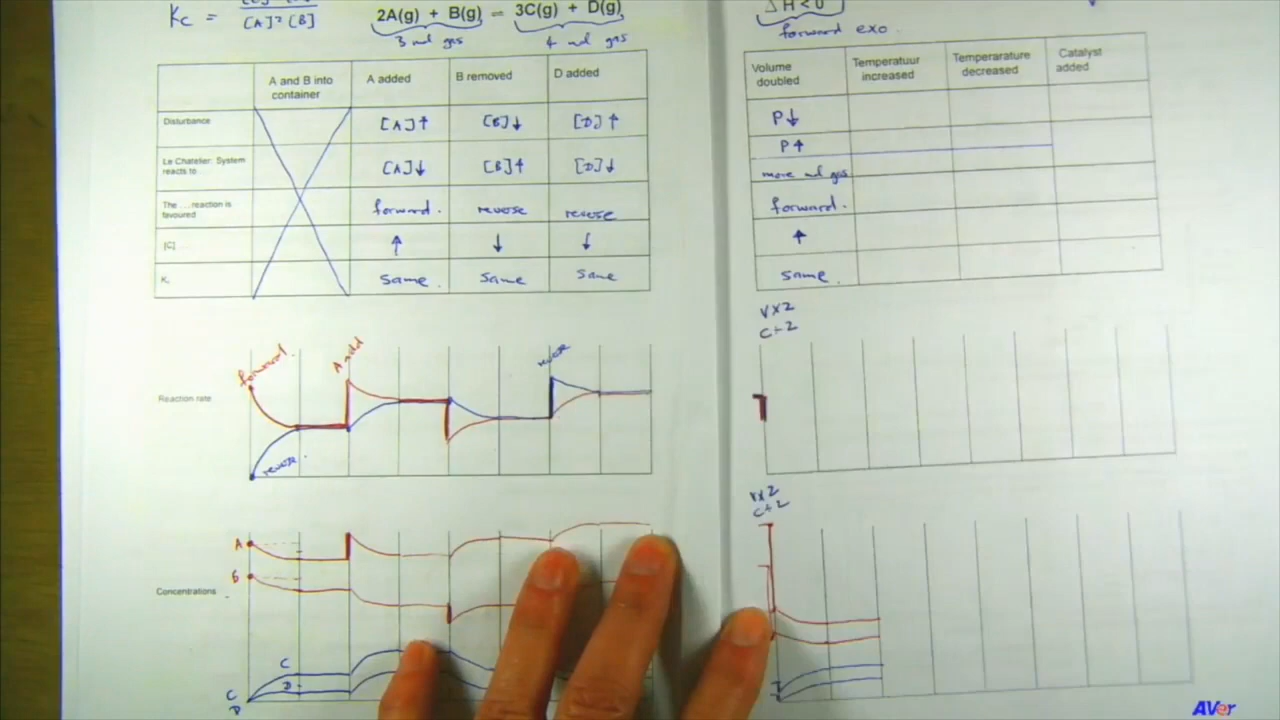 Kc =
[A]² [B]
2A(g) + B(g) ⇌ 3C(g) + D(g)
3 mol gas
4 mol gas
ΔH<0
forward exo.
A and B into container
A added
B removed
D added
Disturbance
[A]↑
[B]↓
[D]↑
Le Chatelier: System reacts to ...
[A]↓
[B]↑
[D]↓
The ... reaction is favoured
forward.
reverse
reverse
[C]
↑
↓
↓
K
same.
same
same
Volume doubled
Temperatuur increased
Temperarature decreased
Catalyst added
P↓
P↑
more mol gas
forward.
↑
same.
Reaction rate
forward.
A add
reverse
reverse.
V×2
C÷2
Concentrations
A
B
C
D
C
D
V×2
C÷2
AVer